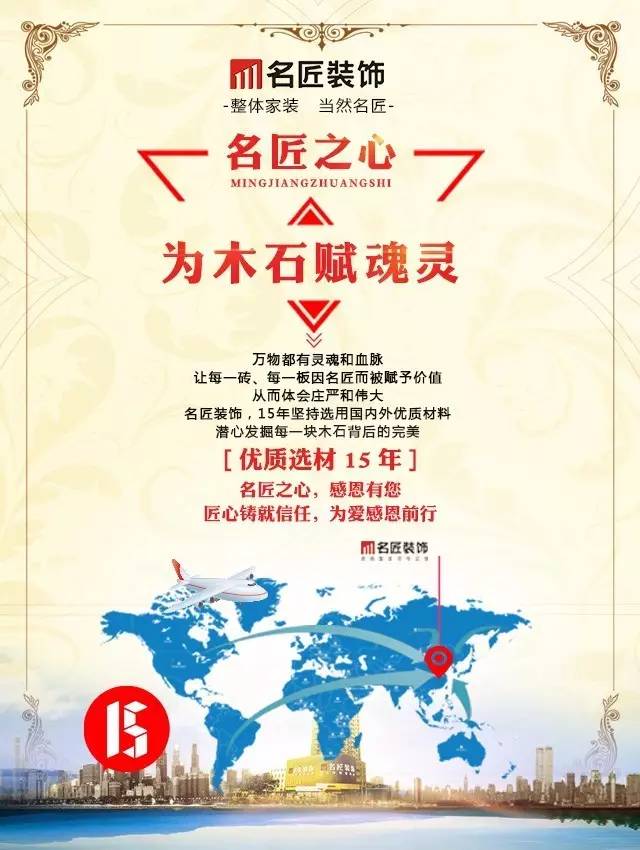 名匠装饰
-整体家装 当然名匠-
名匠之心
MINGJIANGZHUANGSHI
为木石赋魂灵
万物都有灵魂和血脉
让每一砖、每一板因名匠而被赋予价值
从而体会庄严和伟大
名匠装饰，15年坚持选用国内外优质材料
潜心发掘每一块木石背后的完美
[ 优质选材 15 年 ]
名匠之心，感恩有您
匠心铸就信任，为爱感恩前行
名匠装饰
15
名匠装饰